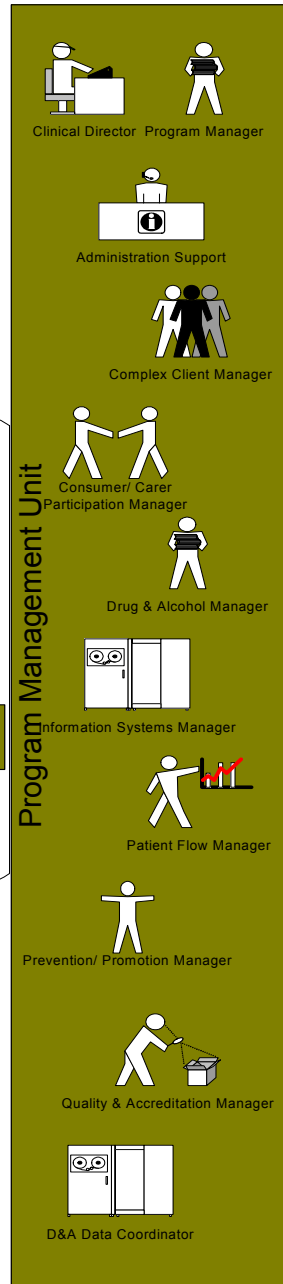 Clinical Director Program Manager
Administration Support
Complex Client Manager
Consumer/ Carer
Participation Manager
Drug & Alcohol Manager
Information Systems Manager
Patient Flow Manager
Prevention/ Promotion Manager
Quality & Accreditation Manager
D&A Data Coordinator
Program Management Unit